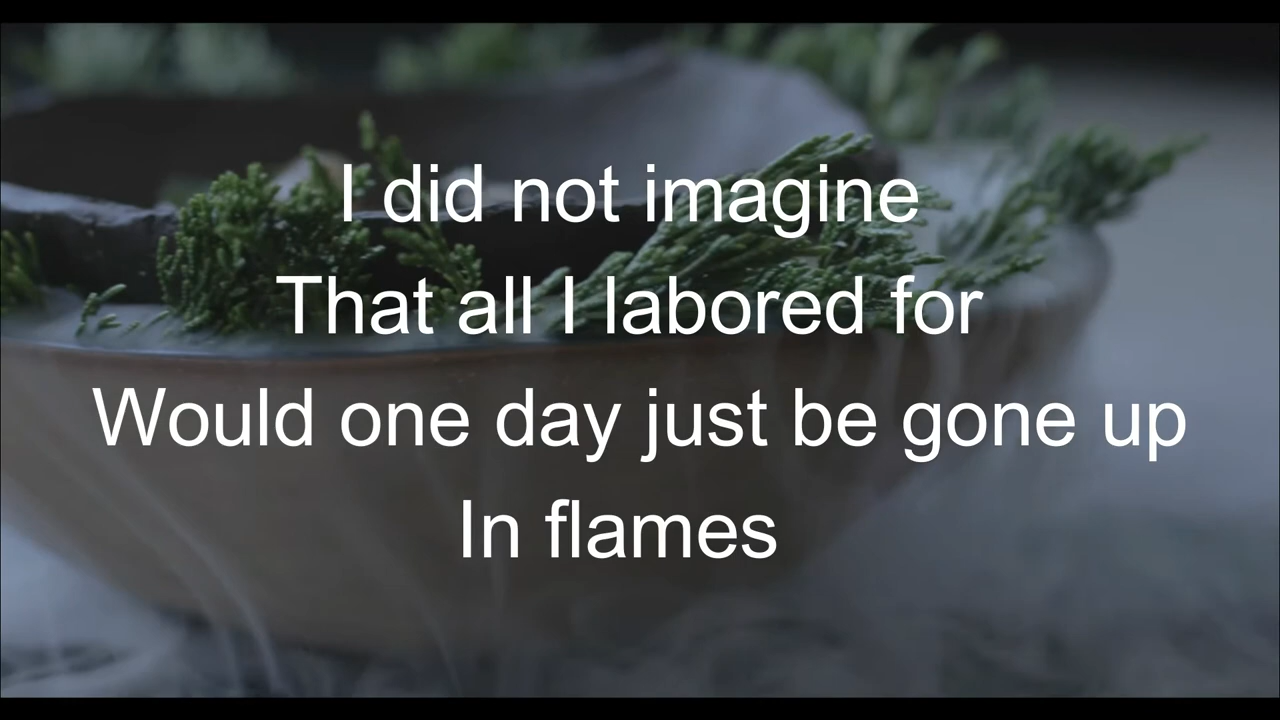 I did not imagine
That all I labored for
Would one day just be gone up
In flames